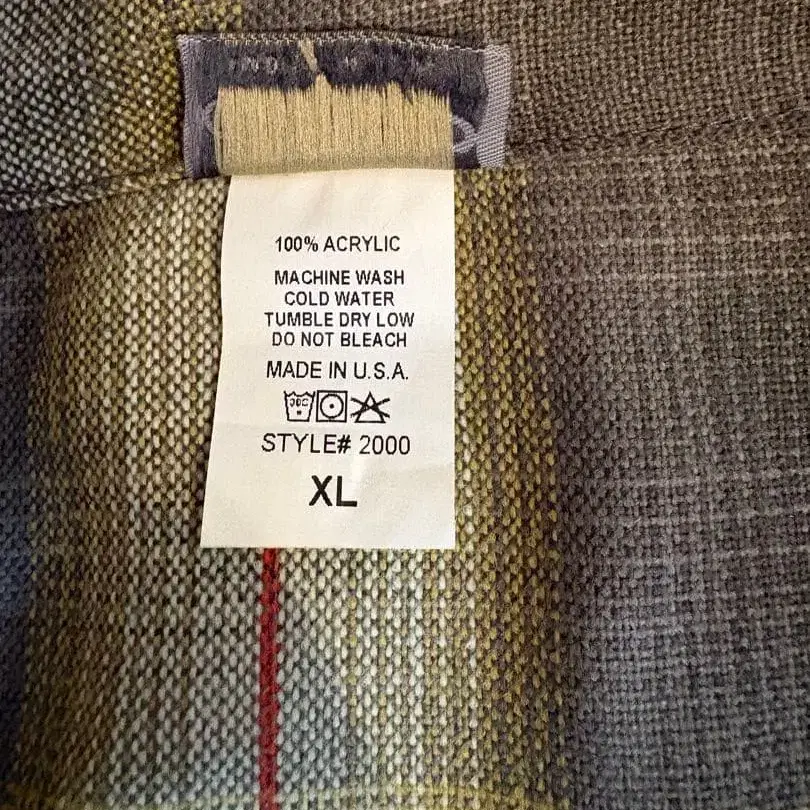 100% ACRYLIC
MACHINE WASH
COLD WATER
TUMBLE DRY LOW
DO NOT BLEACH
MADE IN U.S.A.
STYLE# 2000
XL